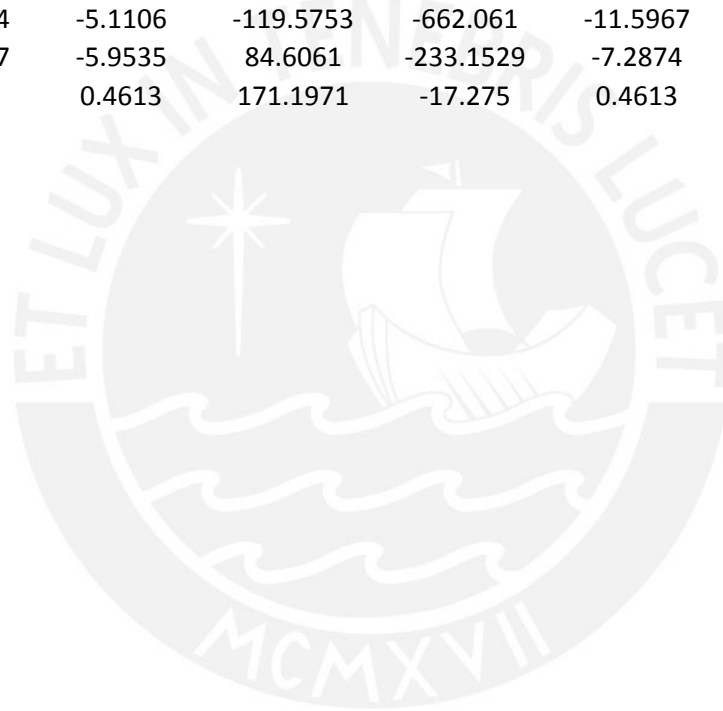 4 -5.1106 -119.5753 -662.061 -11.5967
7 -5.9535 84.6061 -233.1529 -7.2874
0.4613 171.1971 -17.275 0.4613
ET LUX IN TENEBRIS LUCET
MCMXVII